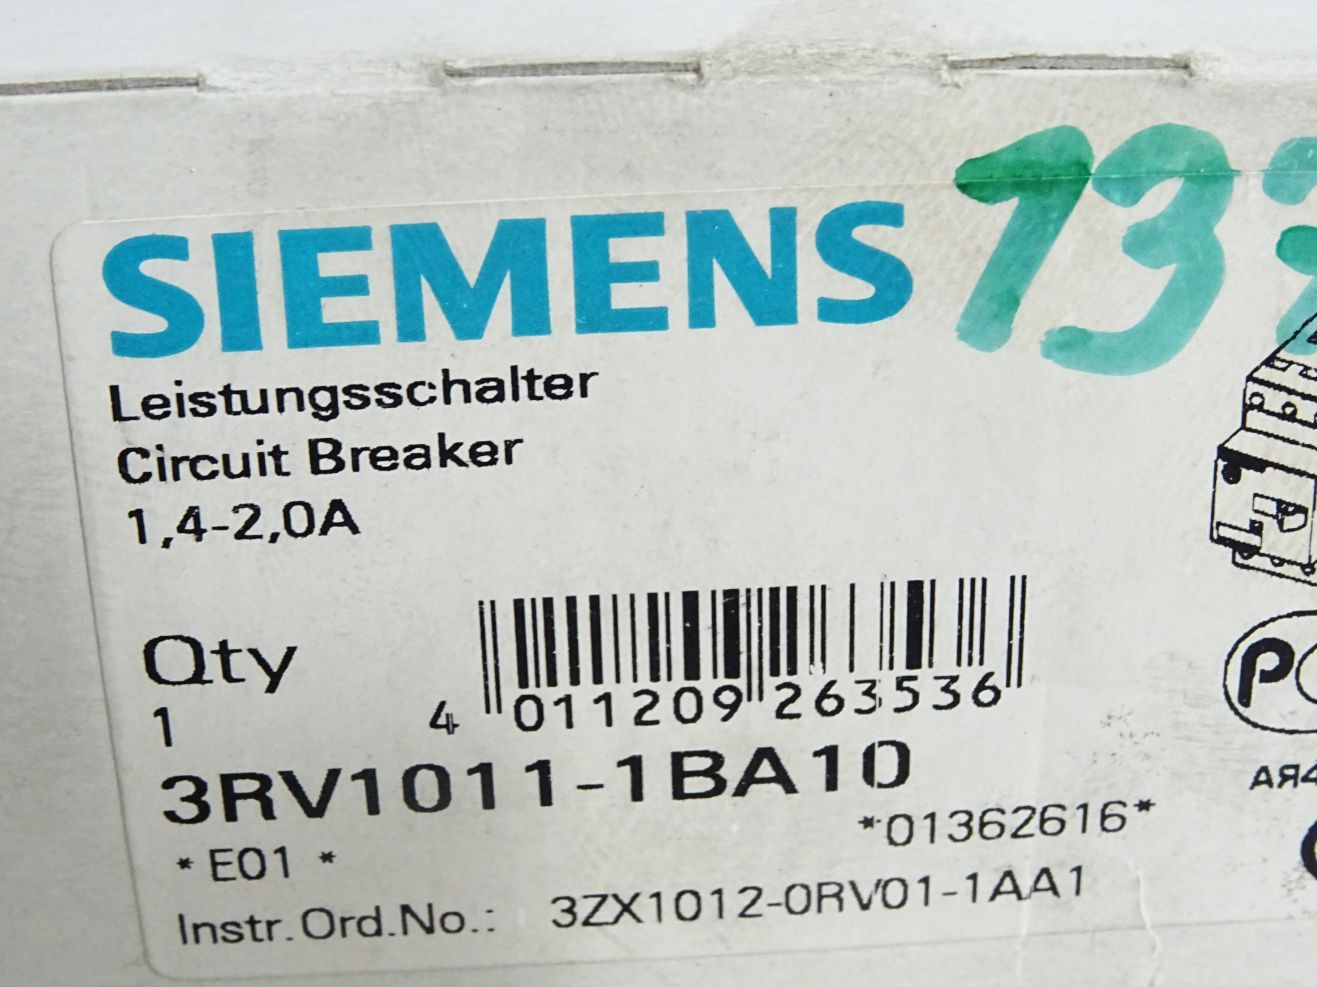 SIEMENS
Leistungsschalter
Circuit Breaker
1,4-2,0A
Qty
1
4 011209 263536
3RV1011-1BA10
*E01 *
*01362616*
Instr.Ord.No.: 3ZX1012-0RV01-1AA1